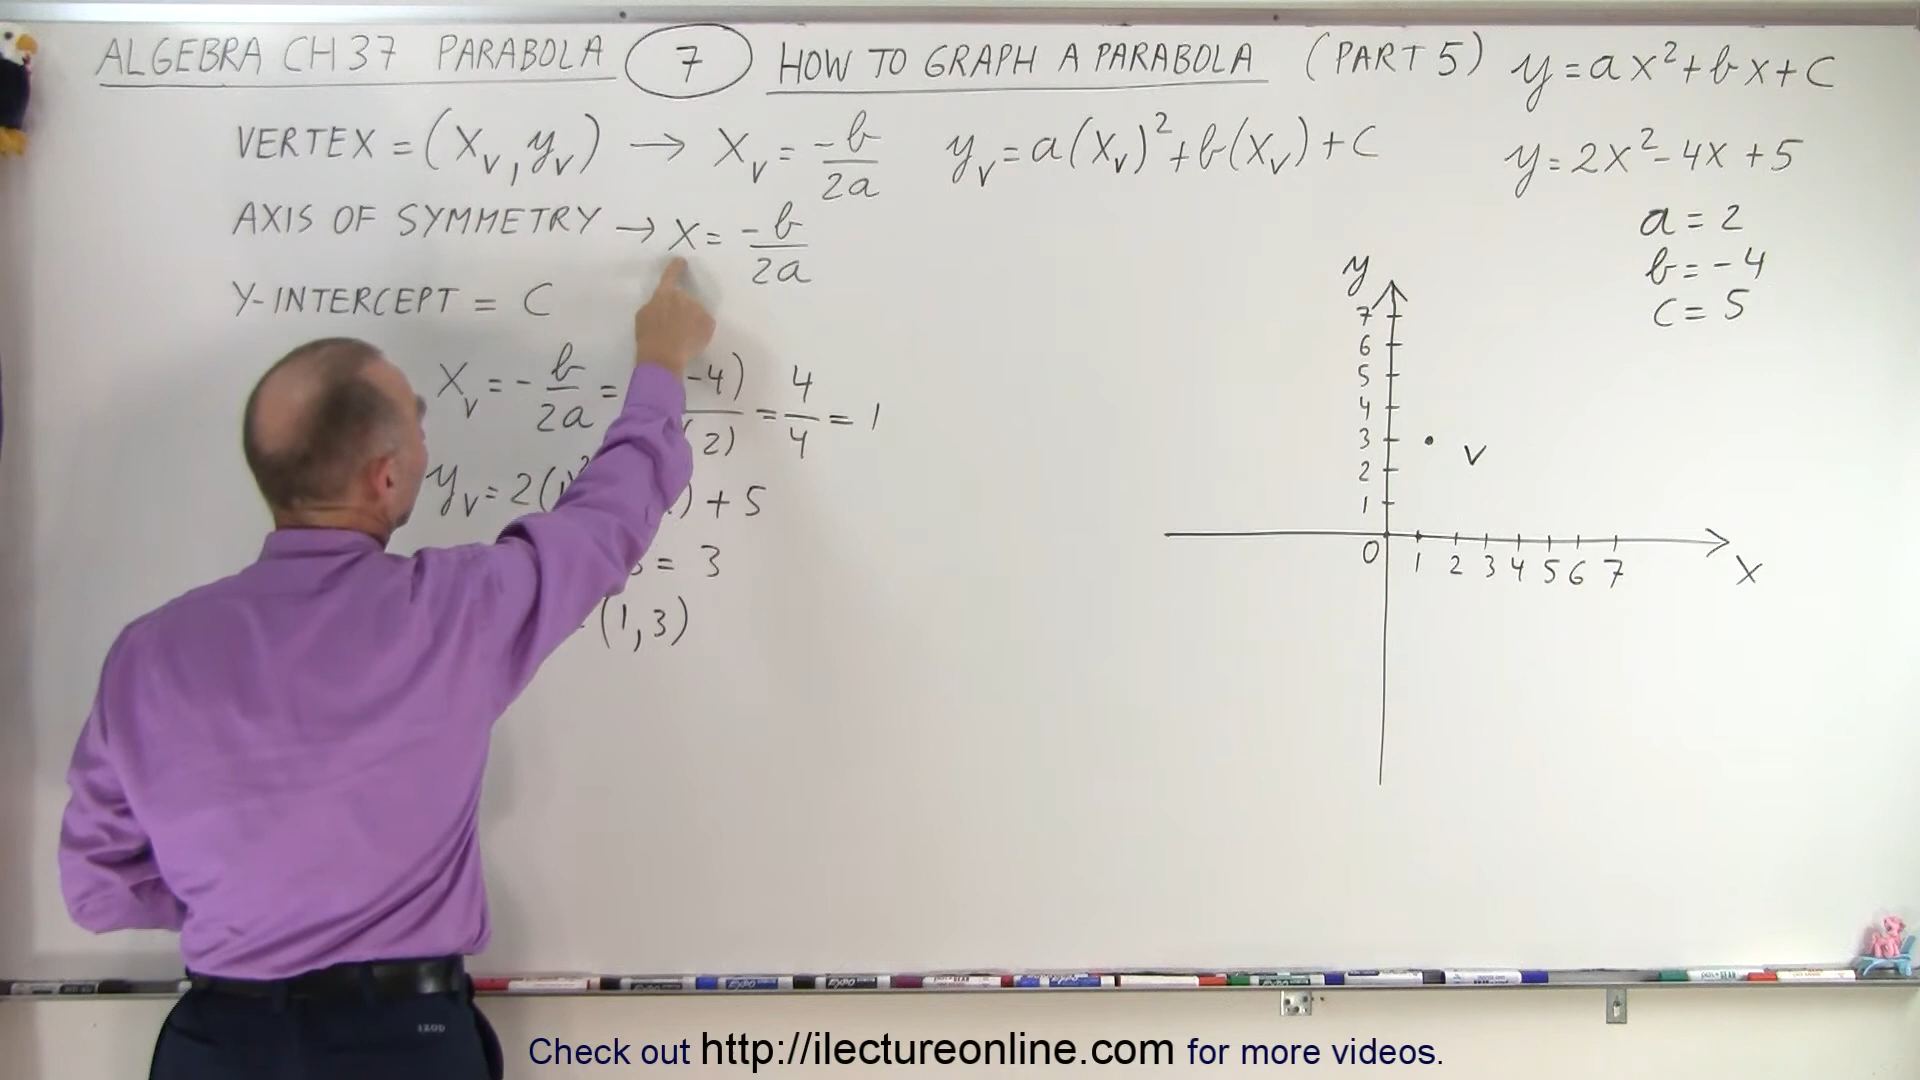 ALGEBRA CH 37 PARABOLA 7 HOW TO GRAPH A PARABOLA (PART 5) y=ax²+bx+C
VERTEX = (Xv, yv) → Xv = -b/2a yv = a(Xv)²+b(Xv)+C y=2x²-4x+5
AXIS OF SYMMETRY → X = -b/2a
Y-INTERCEPT = C
a = 2
b = -4
c = 5
Xv = - b/2a = -4) / (2) = 4/4 = 1
yv = 2(1)² ) + 5
= 3
(1,3)
y
7
6
5
4
3
2
1
V
0 1 2 3 4 5 6 7
X
IZOD
Check out http://ilectureonline.com for more videos.